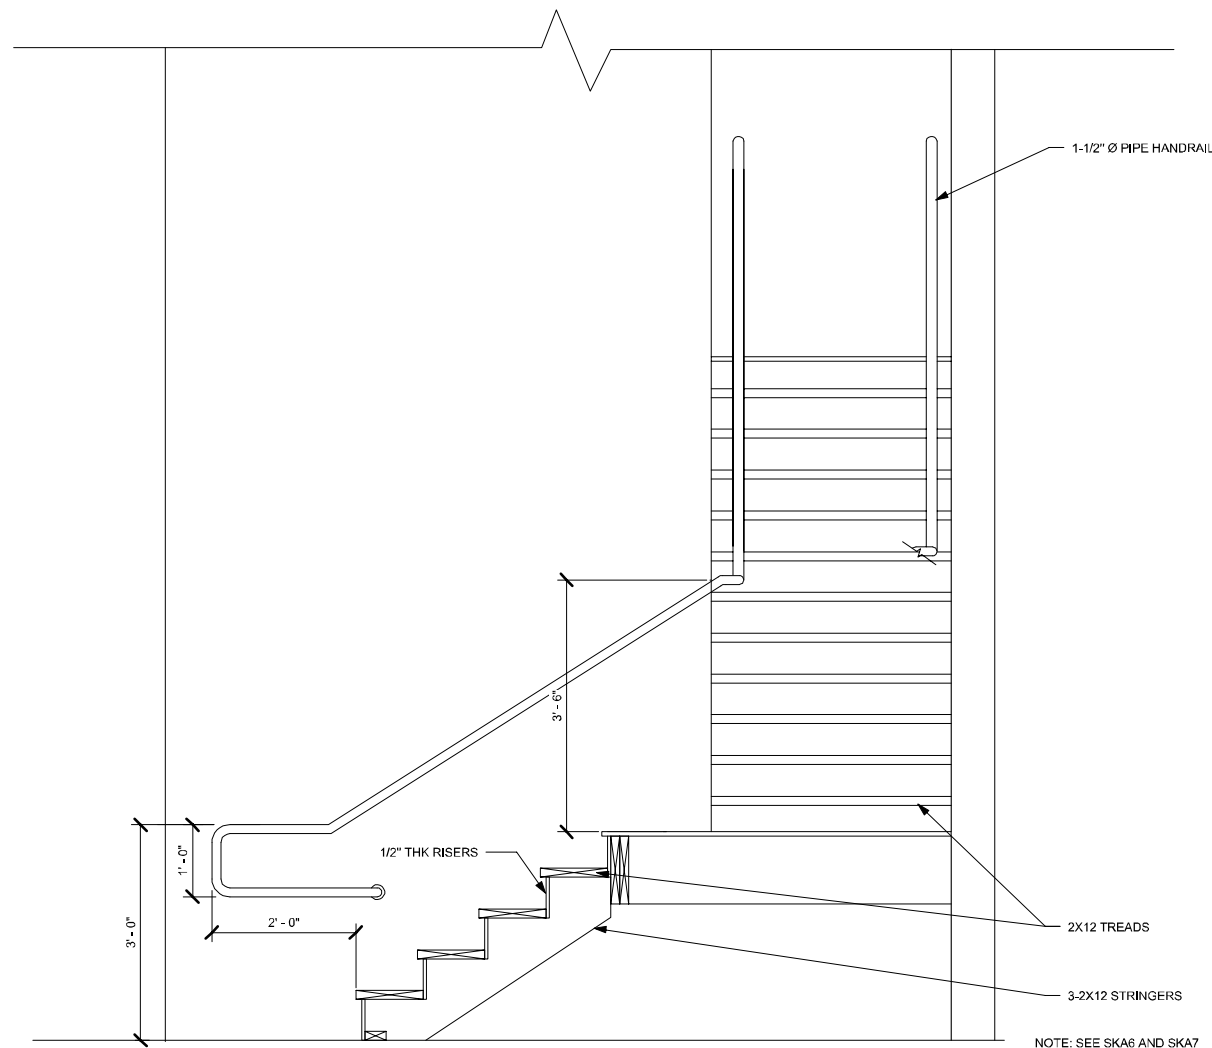 1-1/2" Ø PIPE HANDRAIL
3' - 6"
1/2" THK RISERS
1' - 0"
3' - 0"
2' - 0"
2X12 TREADS
3-2X12 STRINGERS
NOTE: SEE SKA6 AND SKA7